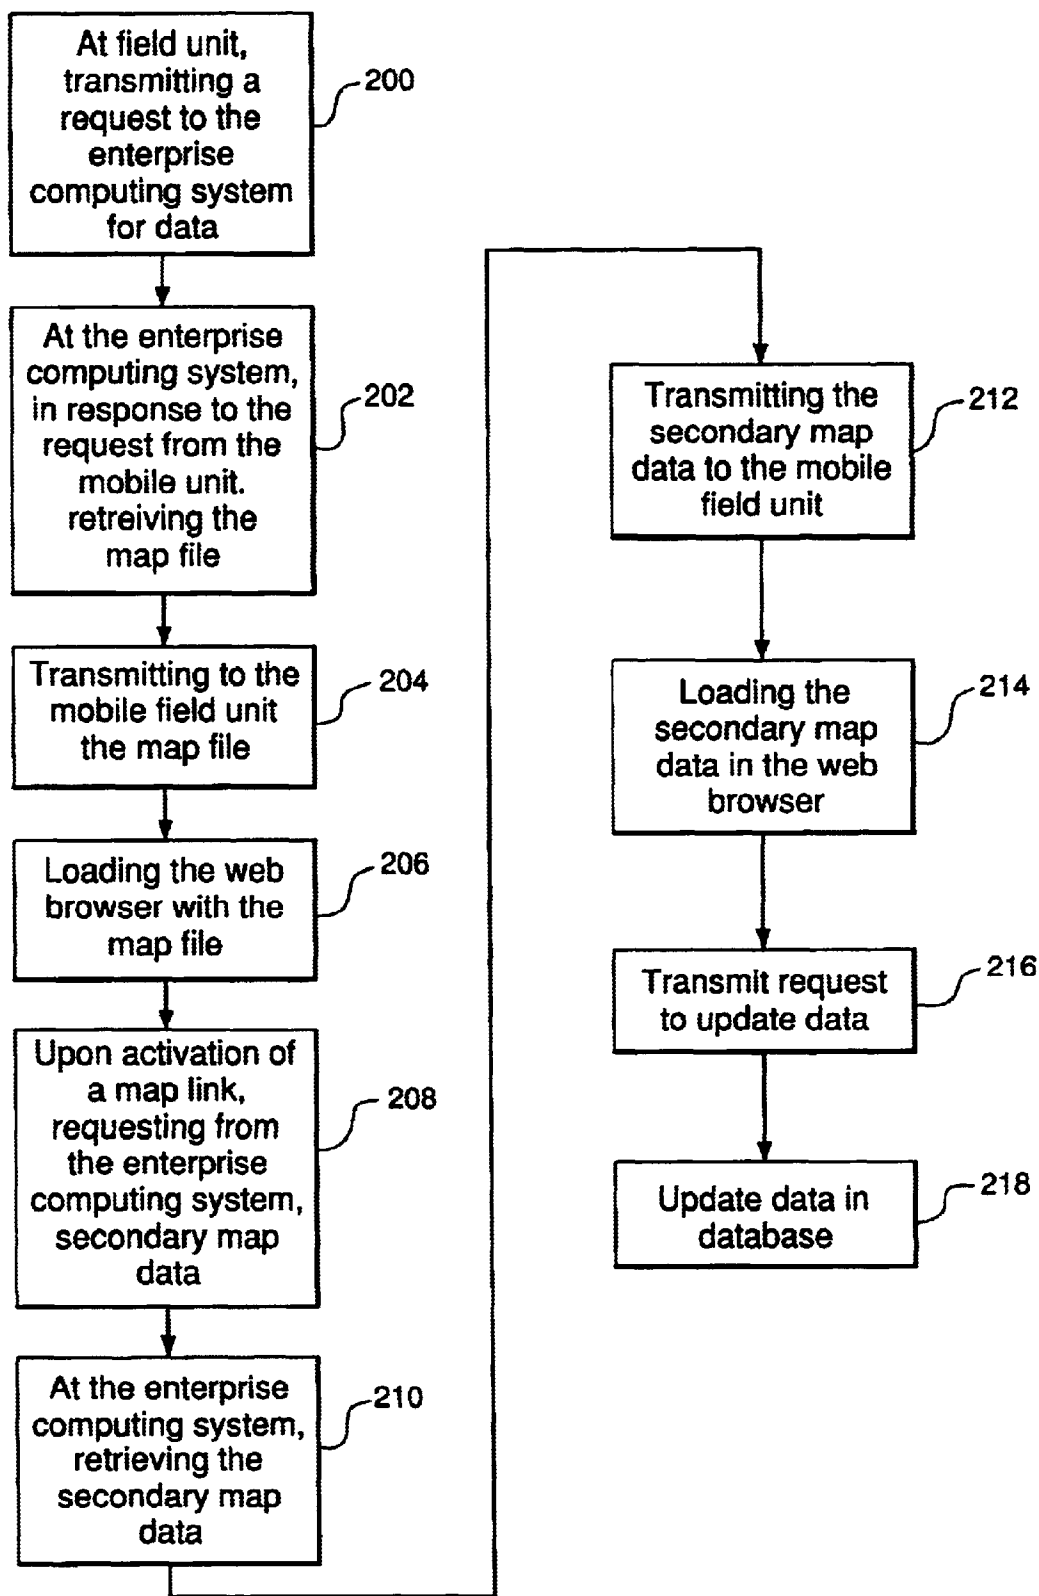 At field unit,
transmitting a
request to the
enterprise
computing system
for data
200
At the enterprise
computing system,
in response to the
request from the
mobile unit.
retreiving the
map file
202
Transmitting to the
mobile field unit
the map file
204
Loading the web
browser with the
map file
206
Upon activation of
a map link,
requesting from
the enterprise
computing system,
secondary map
data
208
At the enterprise
computing system,
retrieving the
secondary map
data
210
Transmitting the
secondary map
data to the mobile
field unit
212
Loading the
secondary map
data in the web
browser
214
Transmit request
to update data
216
Update data in
database
218